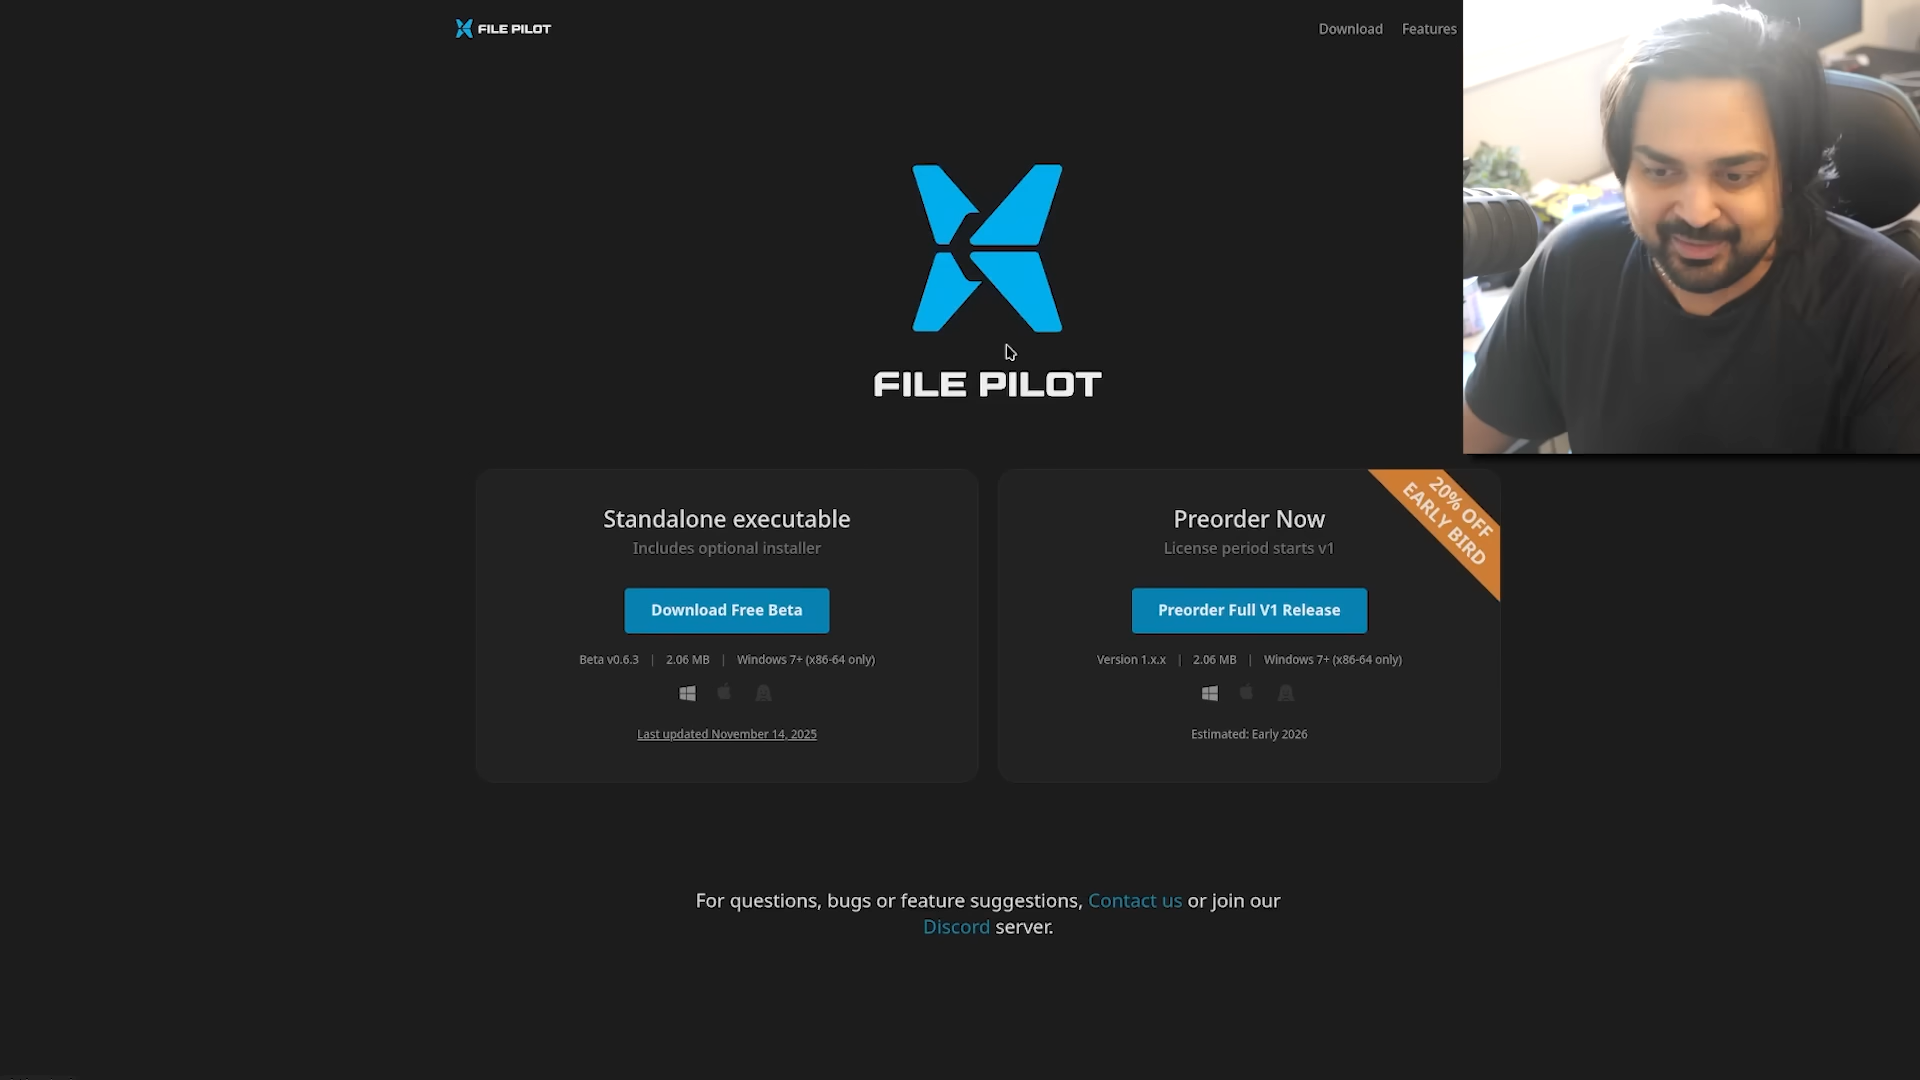 FILE PILOT
Download
Features
FILE PILOT
Standalone executable
Includes optional installer
Download Free Beta
Beta v0.6.3 | 2.06 MB | Windows 7+ (x86-64 only)
Last updated November 14, 2025
Preorder Now
License period starts v1
20% OFF
EARLY BIRD
Preorder Full V1 Release
Version 1.x.x | 2.06 MB | Windows 7+ (x86-64 only)
Estimated: Early 2026
For questions, bugs or feature suggestions, Contact us or join our
Discord server.